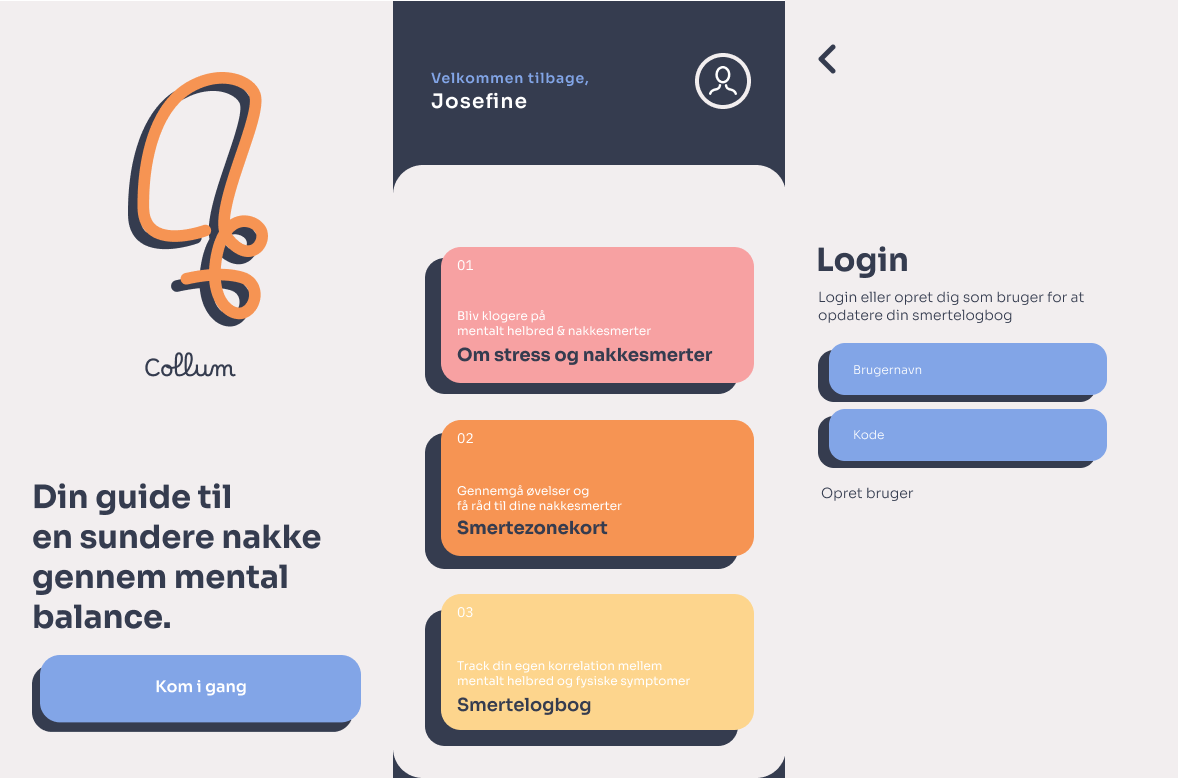 Collum
Din guide til
en sundere nakke
gennem mental
balance.
Kom i gang
Velkommen tilbage,
Josefine
01
Bliv klogere på
mentalt helbred & nakkesmerter
Om stress og nakkesmerter
02
Gennemgå øvelser og
få råd til dine nakkesmerter
Smertezonekort
03
Track din egen korrelation mellem
mentalt helbred og fysiske symptomer
Smertelogbog
Login
Login eller opret dig som bruger for at
opdatere din smertelogbog
Brugernavn
Kode
Opret bruger